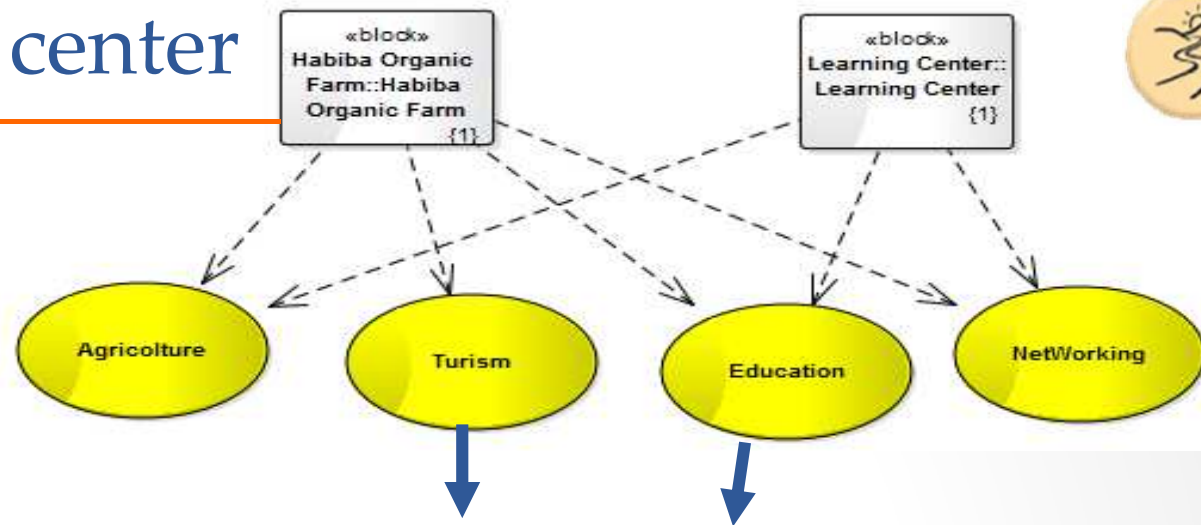 center
«block»
Habiba Organic
Farm::Habiba
Organic Farm
{1}
«block»
Learning Center::
Learning Center
{1}
Agricolture
Turism
Education
NetWorking